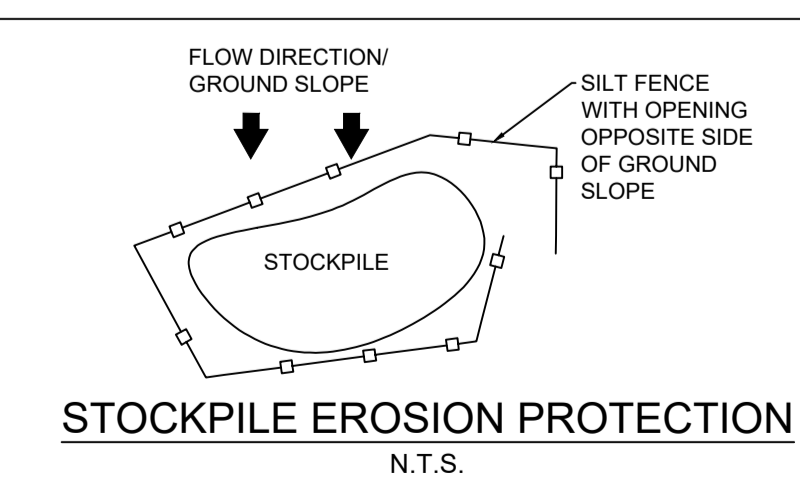 FLOW DIRECTION/
GROUND SLOPE
SILT FENCE
WITH OPENING
OPPOSITE SIDE
OF GROUND
SLOPE
STOCKPILE
STOCKPILE EROSION PROTECTION
N.T.S.